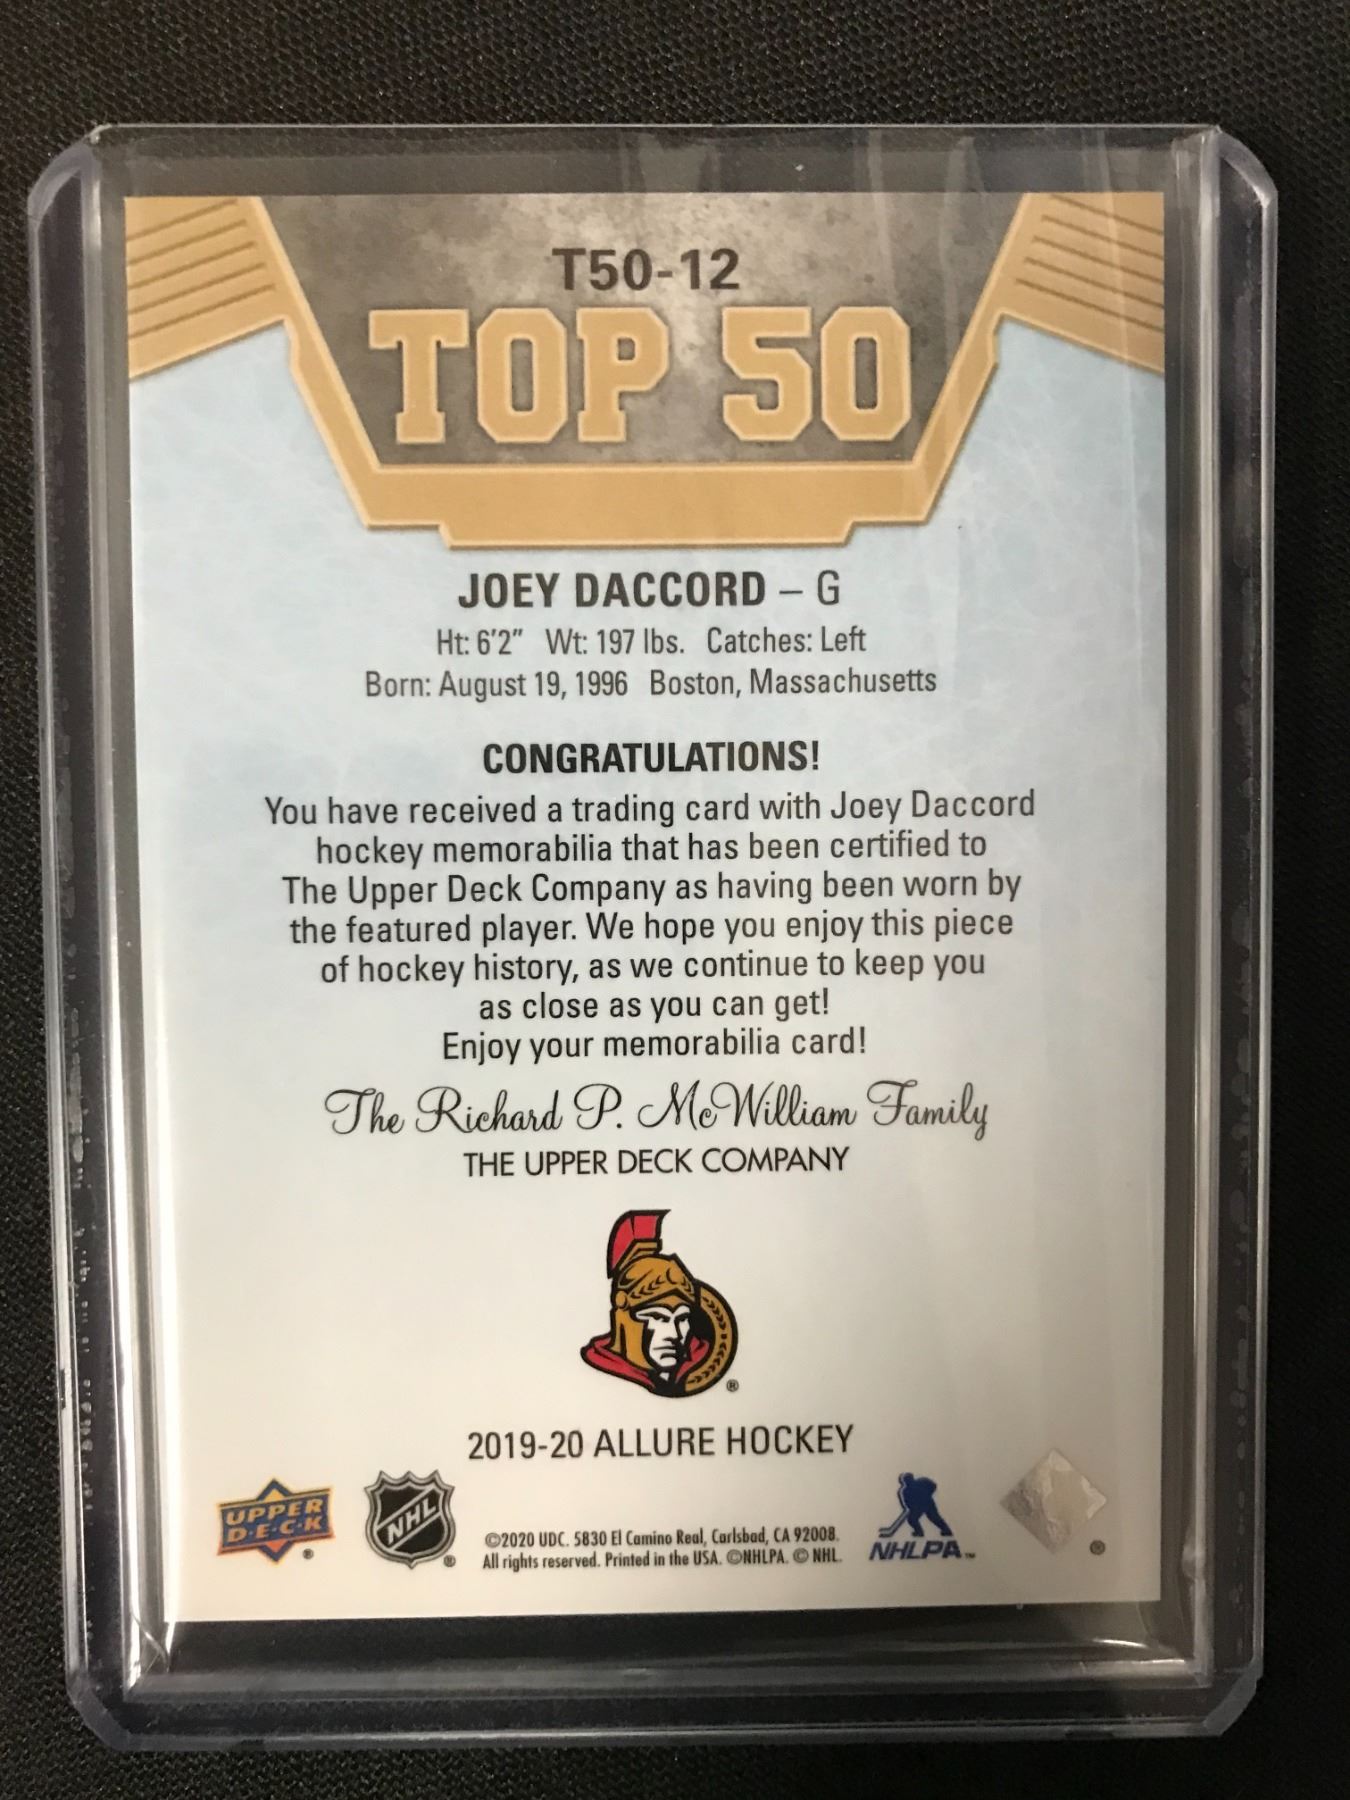 T50-12
TOP 50
JOEY DACCORD – G
Ht: 6'2" Wt: 197 lbs. Catches: Left
Born: August 19, 1996 Boston, Massachusetts
CONGRATULATIONS!
You have received a trading card with Joey Daccord
hockey memorabilia that has been certified to
The Upper Deck Company as having been worn by
the featured player. We hope you enjoy this piece
of hockey history, as we continue to keep you
as close as you can get!
Enjoy your memorabilia card!
The Richard P. McWilliam Family
THE UPPER DECK COMPANY
®
2019-20 ALLURE HOCKEY
UPPER
D·E·C·K ®
NHL ®
©2020 UDC. 5830 El Camino Real, Carlsbad, CA 92008.
All rights reserved. Printed in the USA. ©NHLPA. © NHL.
NHLPA™
®